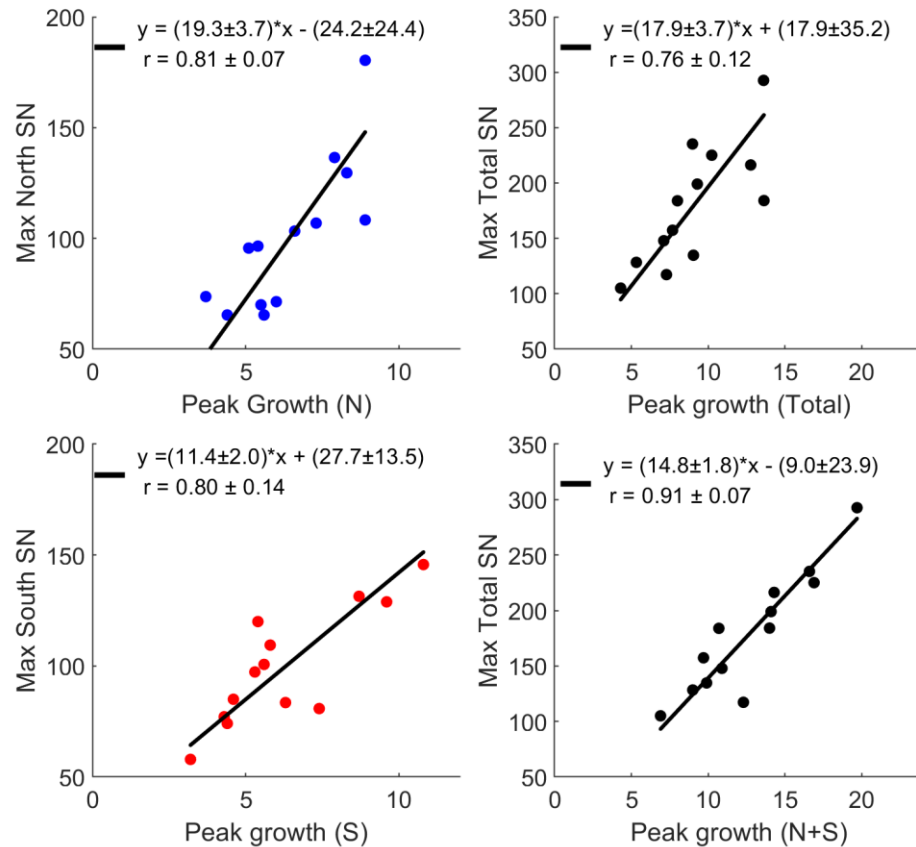 y = (19.3±3.7)*x - (24.2±24.4)
r = 0.81 ± 0.07
200
150
100
50
0
5
10
Max North SN
Peak Growth (N)
y =(17.9±3.7)*x + (17.9±35.2)
r = 0.76 ± 0.12
350
300
250
200
150
100
50
0
5
10
15
20
Max Total SN
Peak growth (Total)
y =(11.4±2.0)*x + (27.7±13.5)
r = 0.80 ± 0.14
200
150
100
50
0
5
10
Max South SN
Peak growth (S)
y = (14.8±1.8)*x - (9.0±23.9)
r = 0.91 ± 0.07
350
300
250
200
150
100
50
0
5
10
15
20
Max Total SN
Peak growth (N+S)